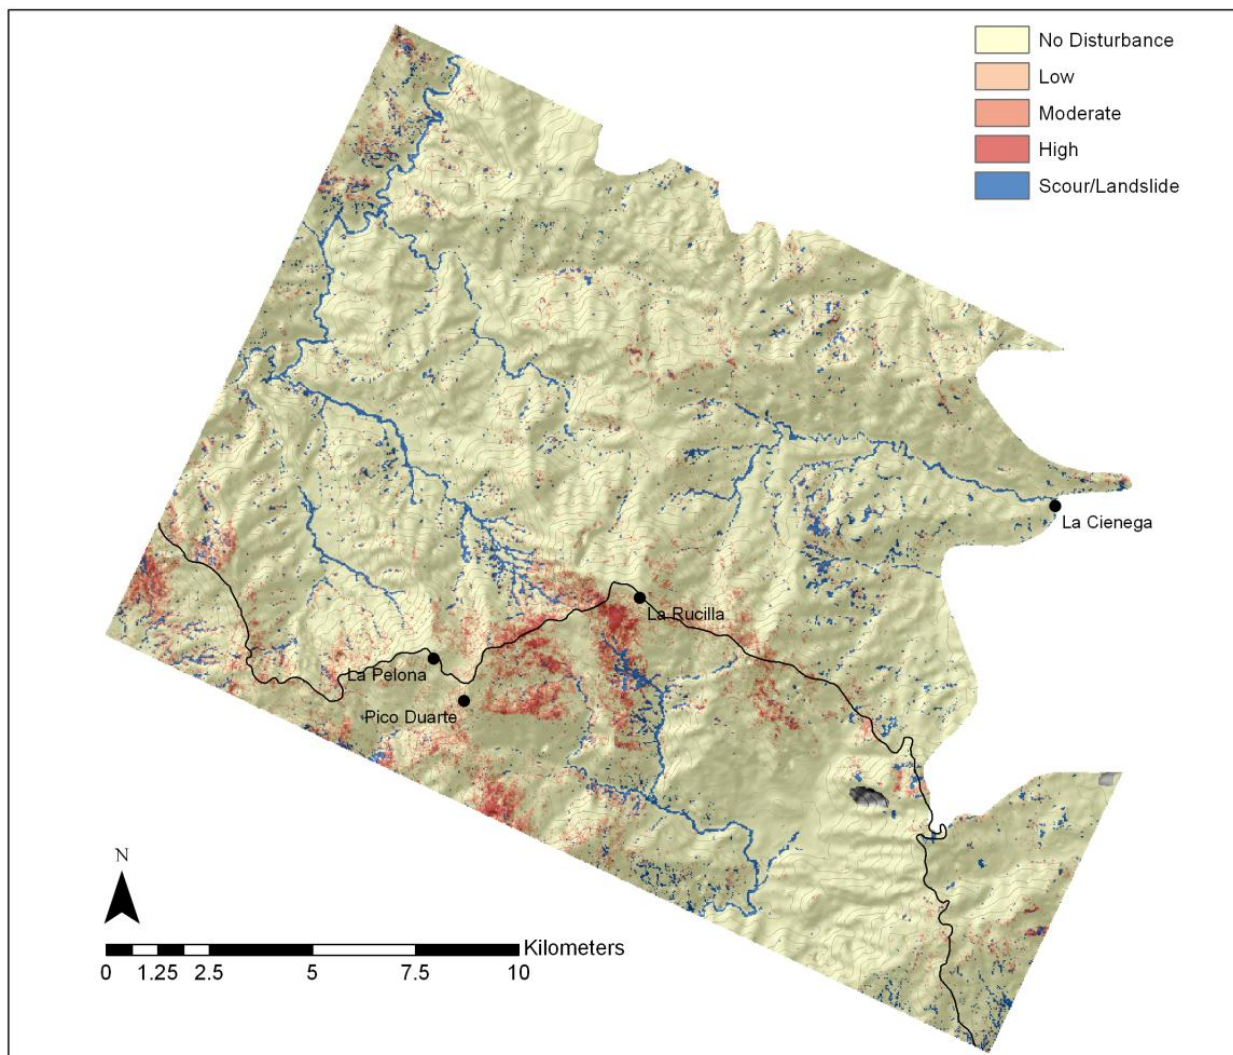 No Disturbance
Low
Moderate
High
Scour/Landslide
La Cienega
La Rucilla
La Pelona
Pico Duarte
N
Kilometers
0 1.25 2.5 5 7.5 10